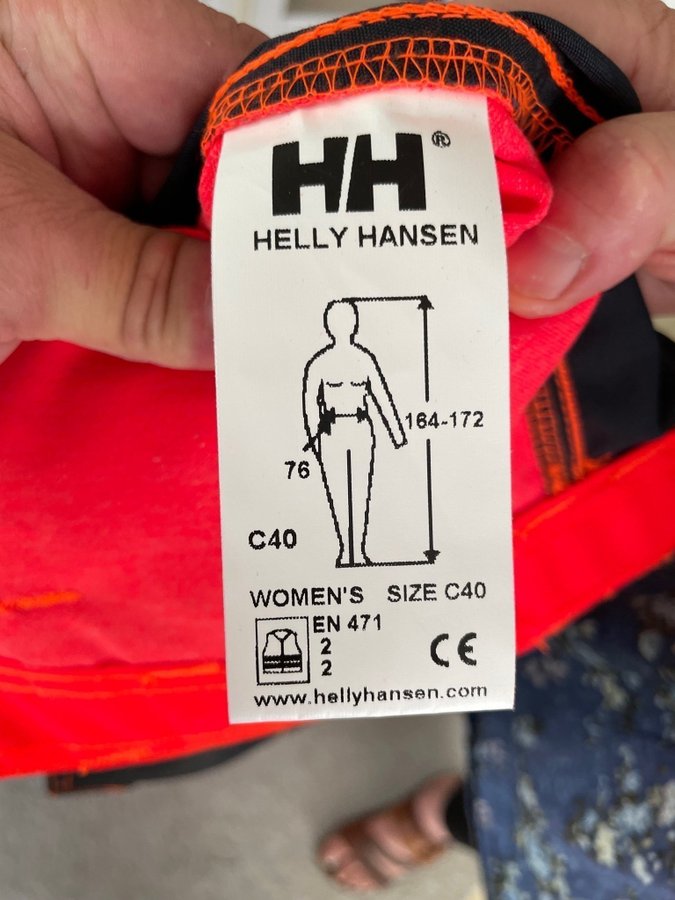 HH®
HELLY HANSEN
164-172
76
C40
WOMEN'S SIZE C40
EN 471
2
2
CE
www.hellyhansen.com